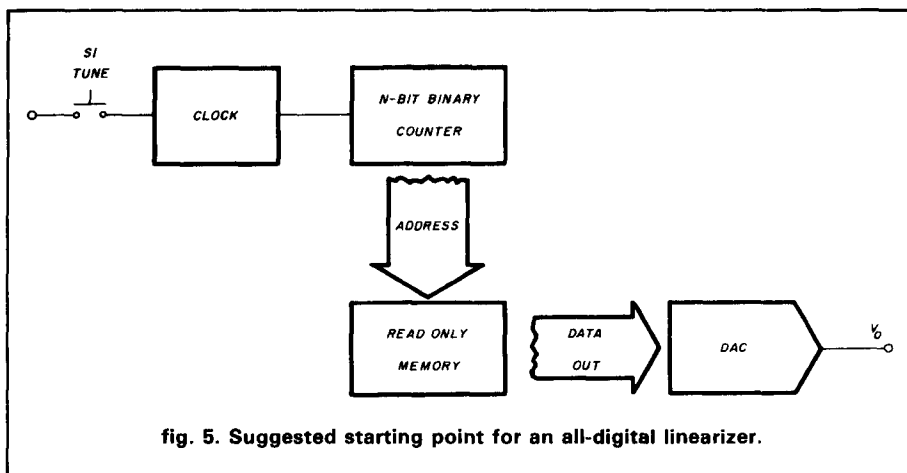 S1
TUNE
CLOCK
N-BIT BINARY
COUNTER
ADDRESS
READ ONLY
MEMORY
DATA
OUT
DAC
Vo
fig. 5. Suggested starting point for an all-digital linearizer.